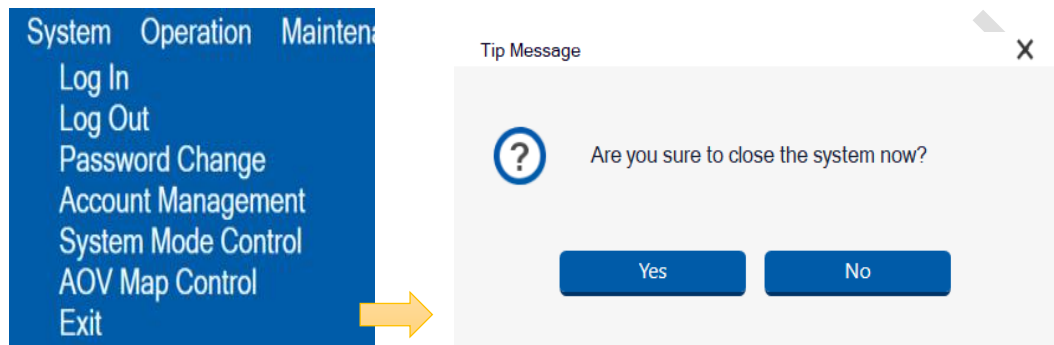 System Operation
Log In
Log Out
Password Change
Account Management
System Mode Control
AOV Map Control
Exit
Tip Message
X
?
Are you sure to close the system now?
Yes No